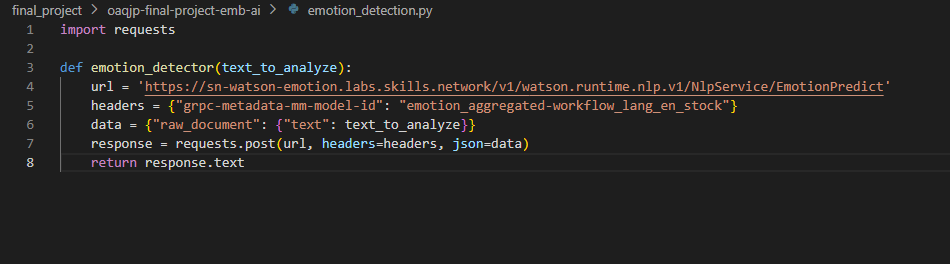 final_project > oaqjp-final-project-emb-ai > emotion_detection.py
1 import requests
2
3 def emotion_detector(text_to_analyze):
4     url = 'https://sn-watson-emotion.labs.skills.network/v1/watson.runtime.nlp.v1/NlpService/EmotionPredict'
5     headers = {"grpc-metadata-mm-model-id": "emotion_aggregated-workflow_lang_en_stock"}
6     data = {"raw_document": {"text": text_to_analyze}}
7     response = requests.post(url, headers=headers, json=data)
8     return response.text